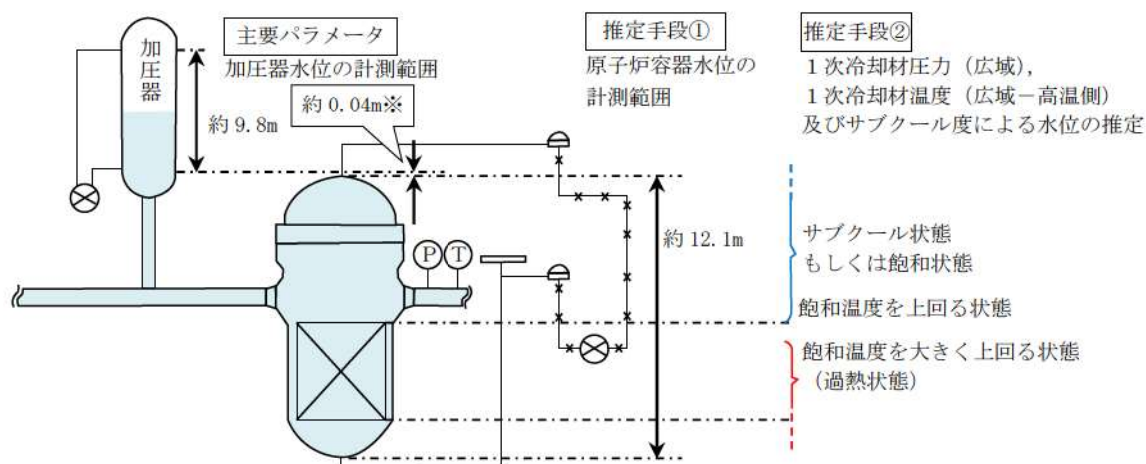 加圧器
約 9.8m
主要パラメータ
加圧器水位の計測範囲
約 0.04m※
推定手段①
原子炉容器水位の
計測範囲
推定手段②
1次冷却材圧力（広域），
1次冷却材温度（広域－高温側）
及びサブクール度による水位の推定
P
T
約 12.1m
サブクール状態
もしくは飽和状態
飽和温度を上回る状態
飽和温度を大きく上回る状態
（過熱状態）